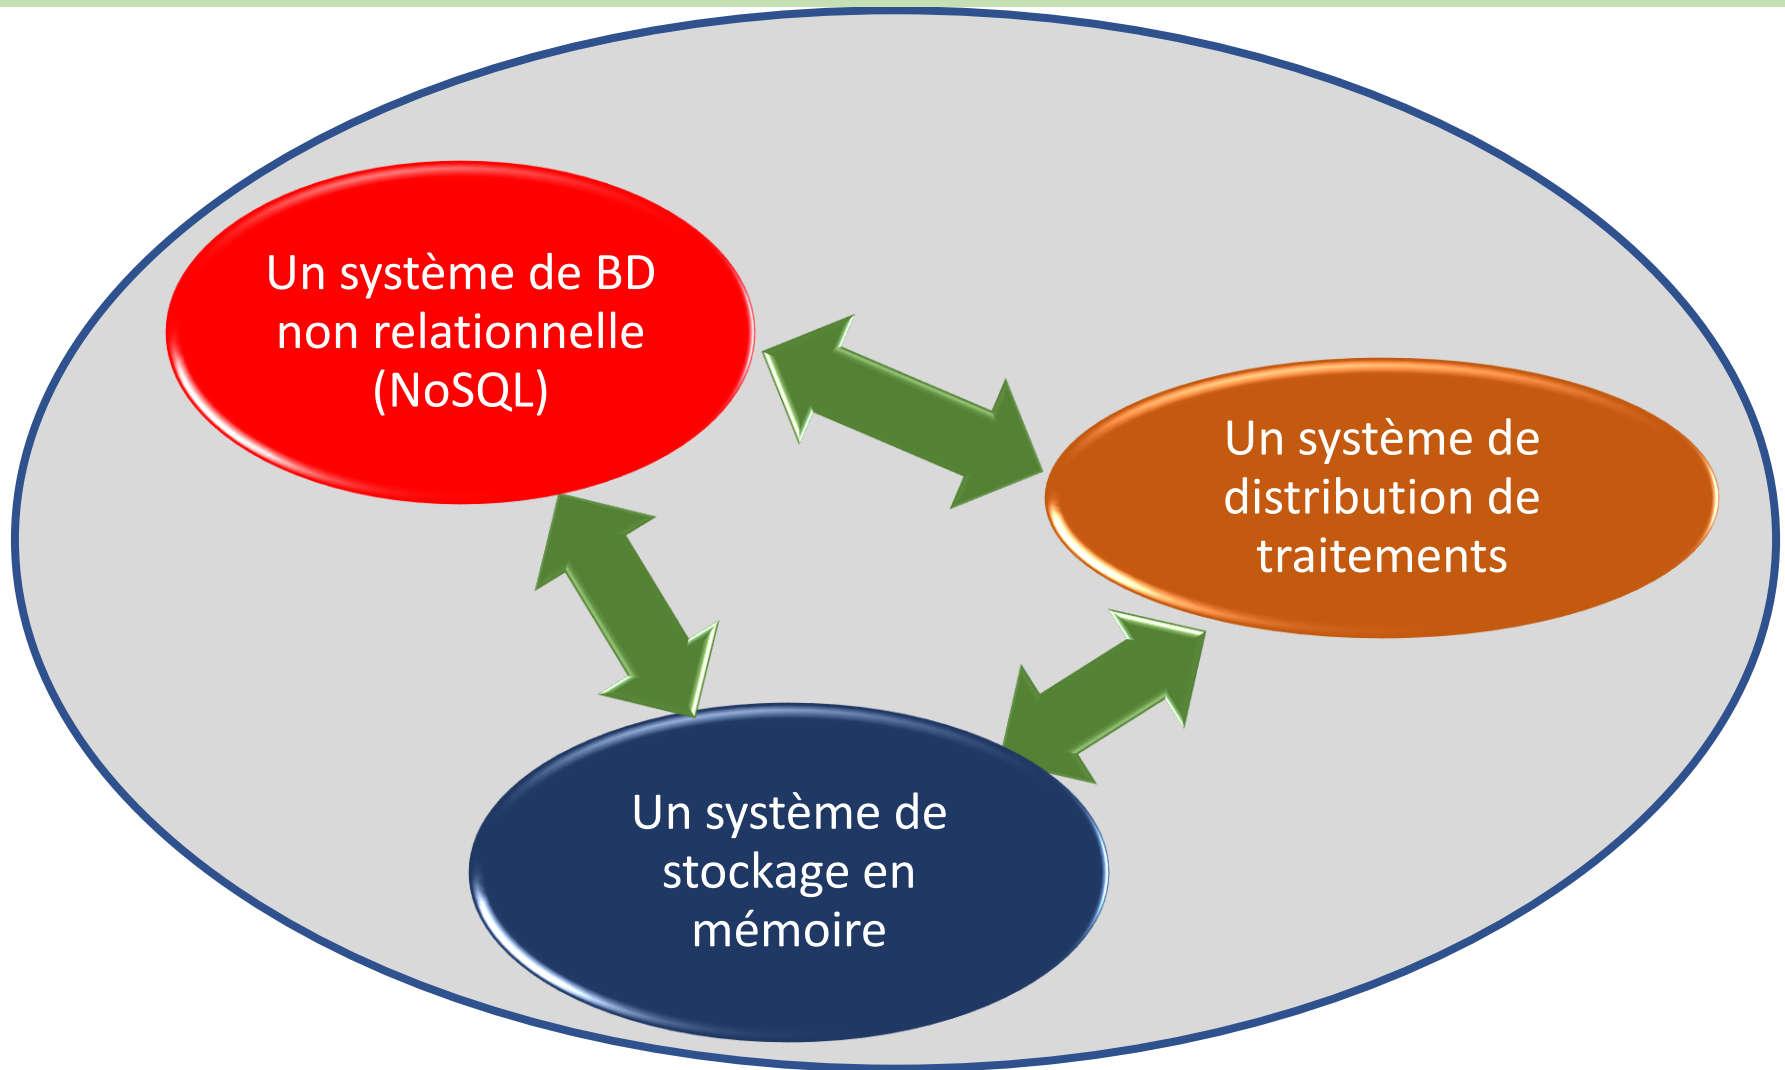 Un système de BD
non relationnelle
(NoSQL)
Un système de
distribution de
traitements
Un système de
stockage en
mémoire